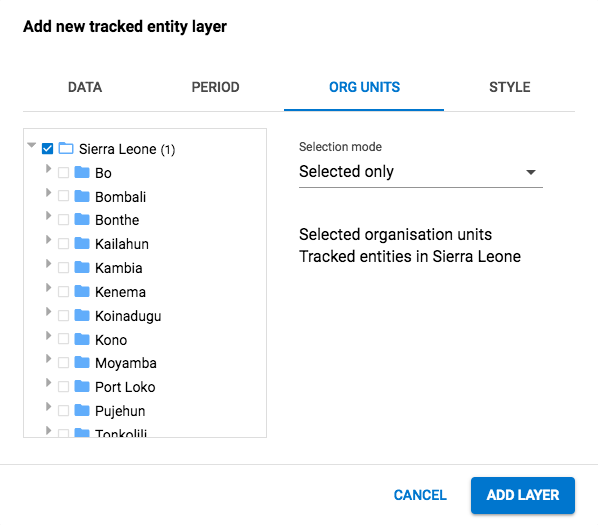 Add new tracked entity layer
DATA
PERIOD
ORG UNITS
STYLE
Sierra Leone (1)
Bo
Bombali
Bonthe
Kailahun
Kambia
Kenema
Koinadugu
Kono
Moyamba
Port Loko
Pujehun
Tonkolili
Selection mode
Selected only
Selected organisation units
Tracked entities in Sierra Leone
CANCEL
ADD LAYER